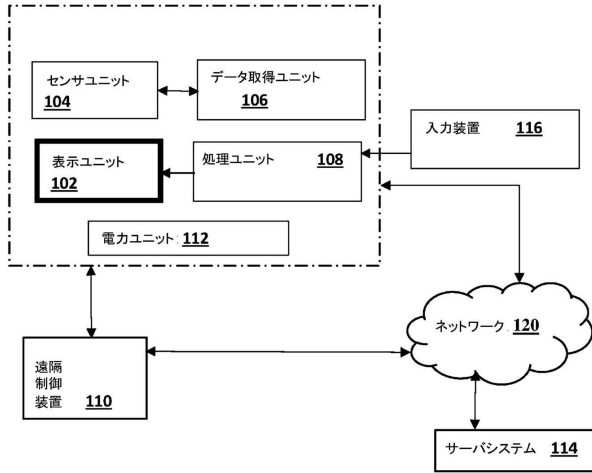 センサユニット
104
データ取得ユニット
106
入力装置 116
表示ユニット
102
処理ユニット 108
電力ユニット: 112
ネットワーク 120
遠隔
制御
装置 110
サーバシステム 114